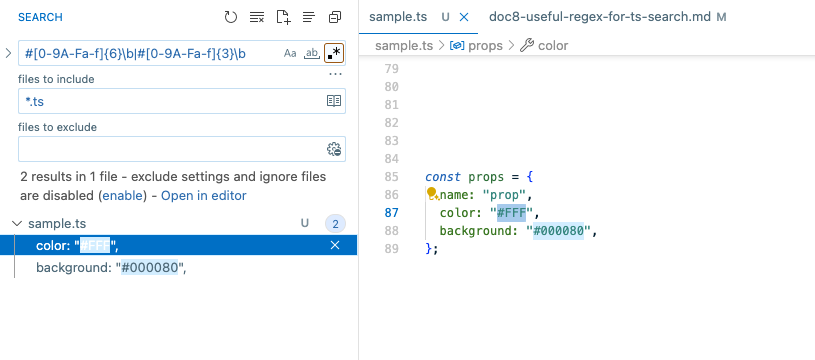 SEARCH
#[0-9A-Fa-f]{6}\b|#[0-9A-Fa-f]{3}\b
Aa
ab
.*
files to include
...
*.ts
files to exclude
2 results in 1 file - exclude settings and ignore files
are disabled (enable) - Open in editor
sample.ts U 2
color: "#FFF",
background: "#000080",
sample.ts U
doc8-useful-regex-for-ts-search.md M
sample.ts > props > color
79
80
81
82
83
84
85 const props = {
86 name: "prop",
87 color: "#FFF",
88 background: "#000080",
89 };